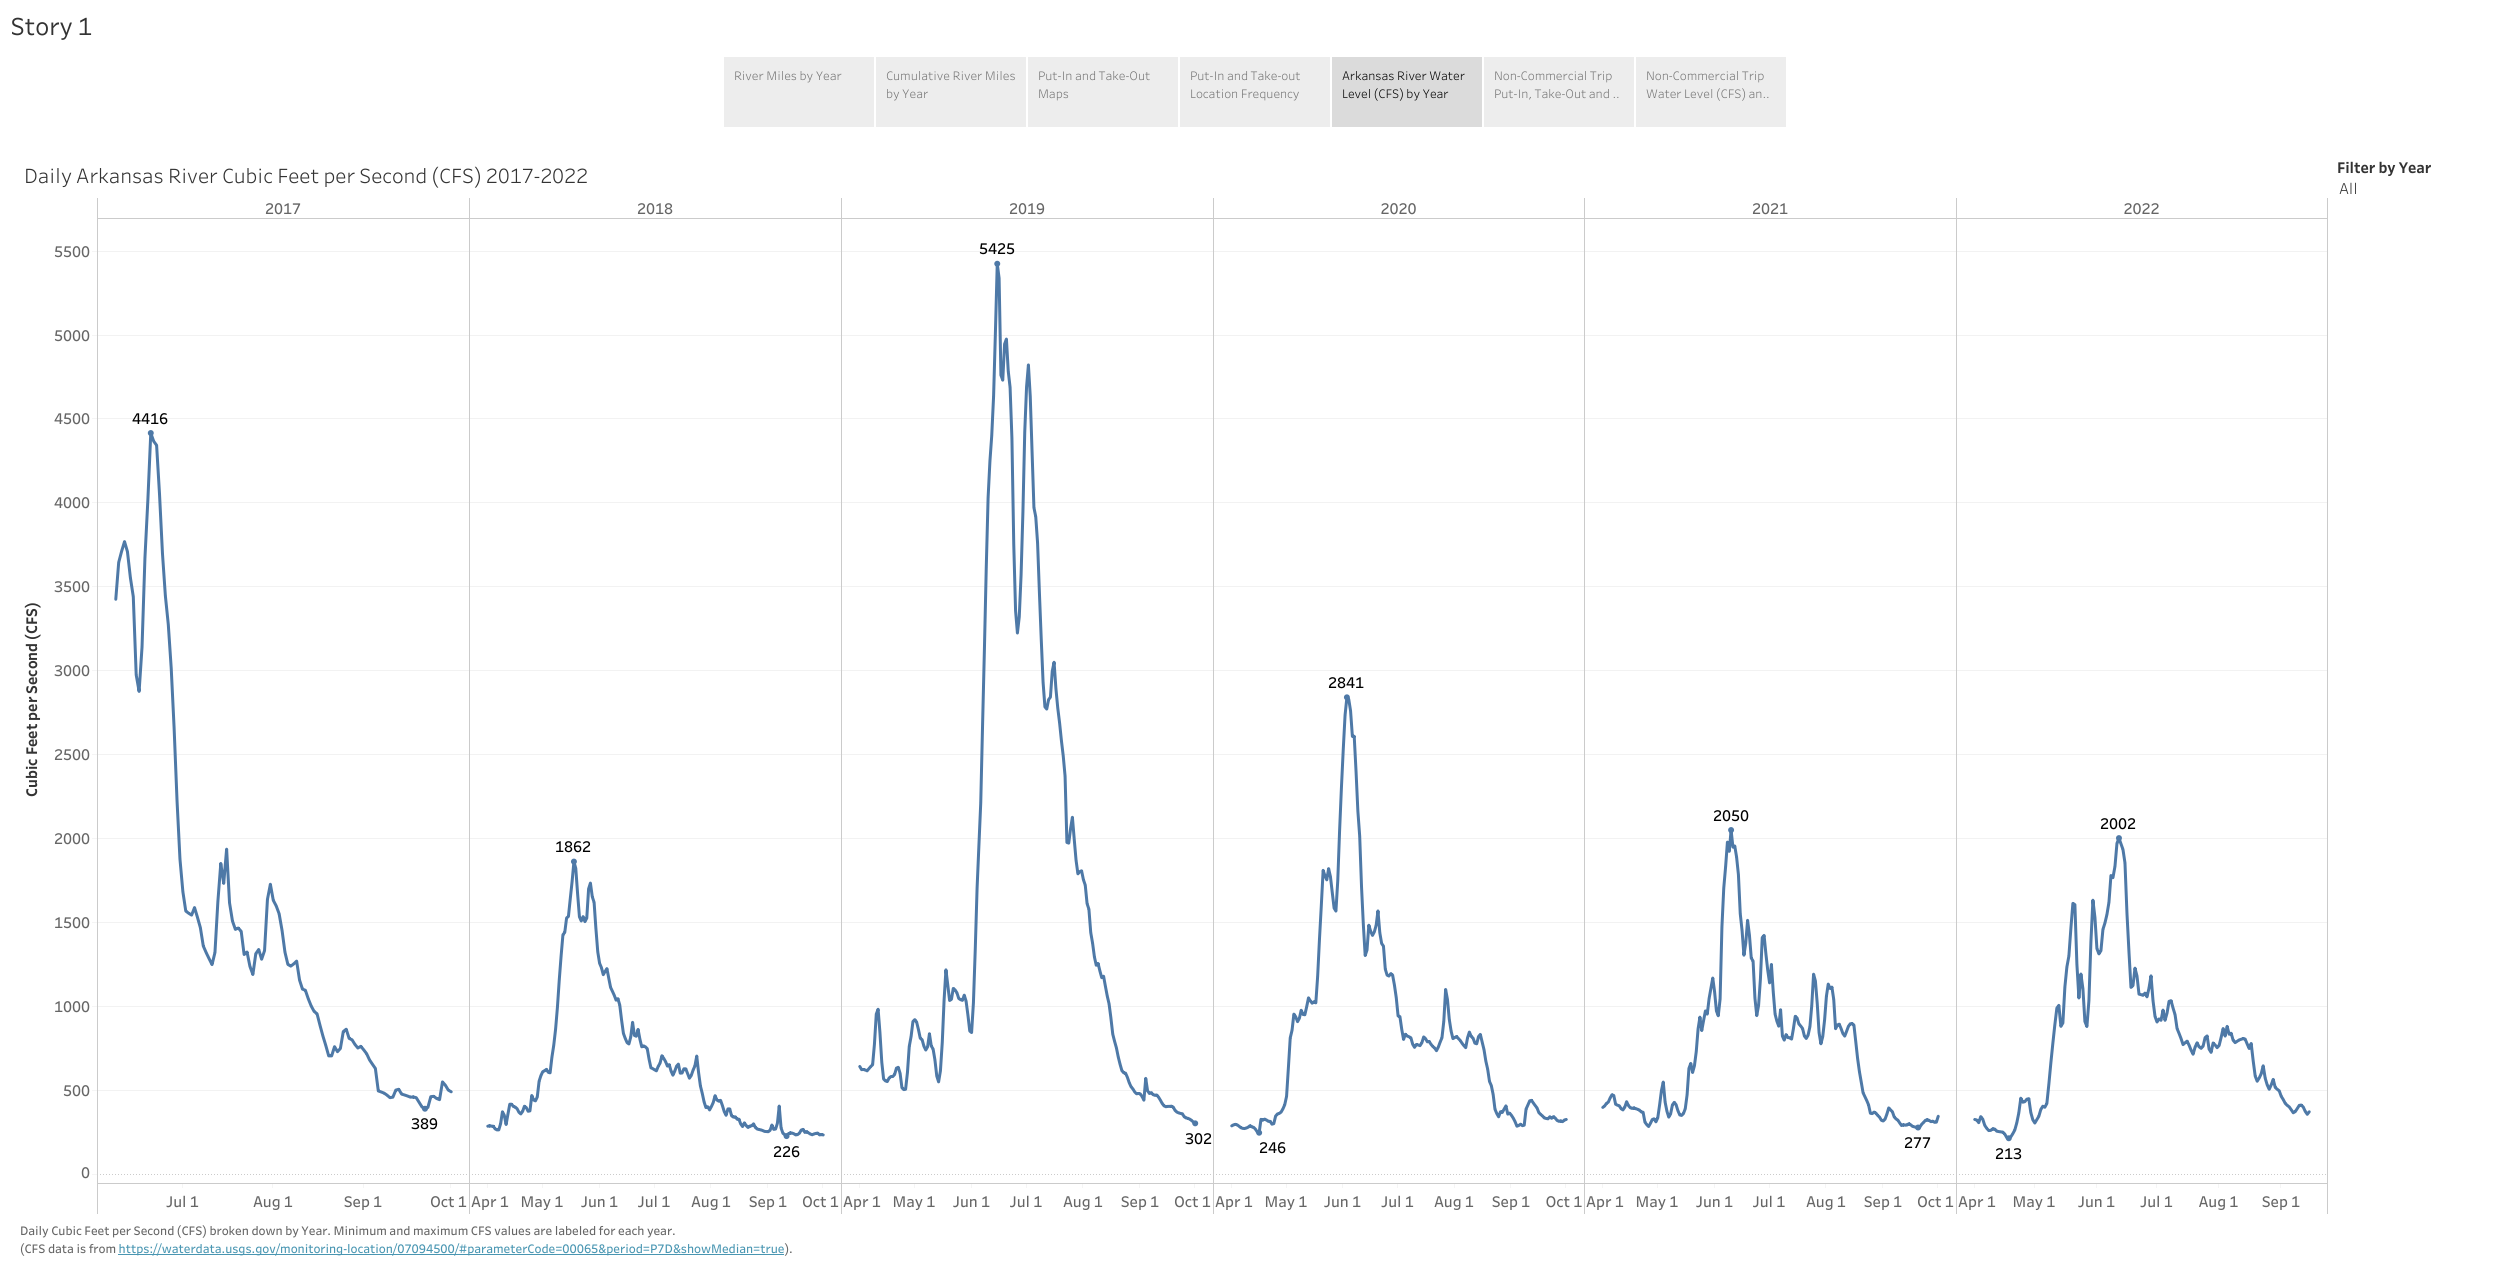 Story 1
River Miles by Year
Cumulative River Miles
by Year
Put-In and Take-Out
Maps
Put-In and Take-out
Location Frequency
Arkansas River Water
Level (CFS) by Year
Non-Commercial Trip
Put-In, Take-Out and ..
Non-Commercial Trip
Water Level (CFS) an..
Daily Arkansas River Cubic Feet per Second (CFS) 2017-2022
Filter by Year
All
2017 2018 2019 2020 2021 2022
Cubic Feet per Second (CFS)
5500
5000
4500
4000
3500
3000
2500
2000
1500
1000
500
0
4416
389
1862
226
5425
302
2841
246
2050
277
2002
213
Jul 1 Aug 1 Sep 1 Oct 1 Apr 1 May 1 Jun 1 Jul 1 Aug 1 Sep 1 Oct 1 Apr 1 May 1 Jun 1 Jul 1 Aug 1 Sep 1 Oct 1 Apr 1 May 1 Jun 1 Jul 1 Aug 1 Sep 1 Oct 1 Apr 1 May 1 Jun 1 Jul 1 Aug 1 Sep 1 Oct 1 Apr 1 May 1 Jun 1 Jul 1 Aug 1 Sep 1
Daily Cubic Feet per Second (CFS) broken down by Year. Minimum and maximum CFS values are labeled for each year.
(CFS data is from https://waterdata.usgs.gov/monitoring-location/07094500/#parameterCode=00065&period=P7D&showMedian=true).